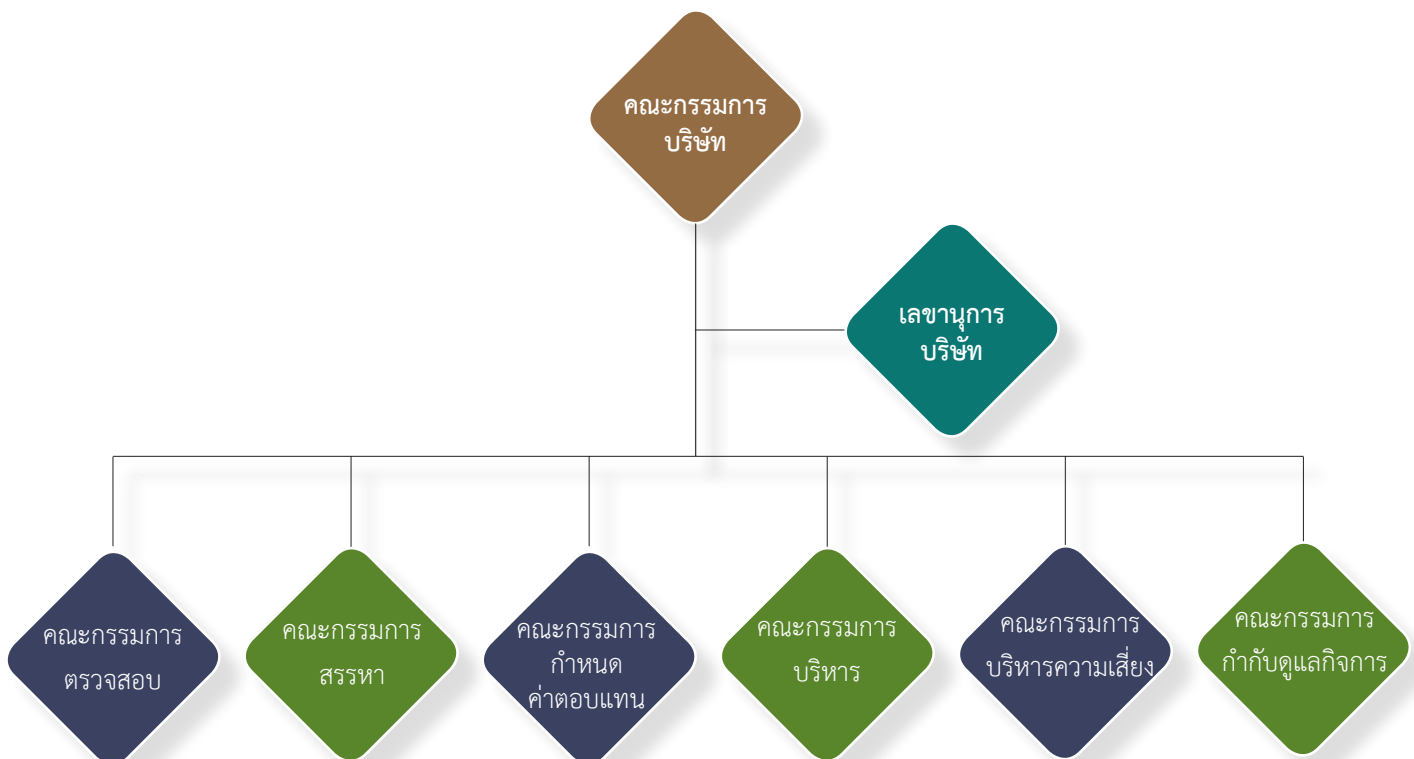 คณะกรรมการ
บริษัท
เลขานุการ
บริษัท
คณะกรรมการ
ตรวจสอบ
คณะกรรมการ
สรรหา
คณะกรรมการ
กำหนด
ค่าตอบแทน
คณะกรรมการ
บริหาร
คณะกรรมการ
บริหารความเสี่ยง
คณะกรรมการ
กำกับดูแลกิจการ